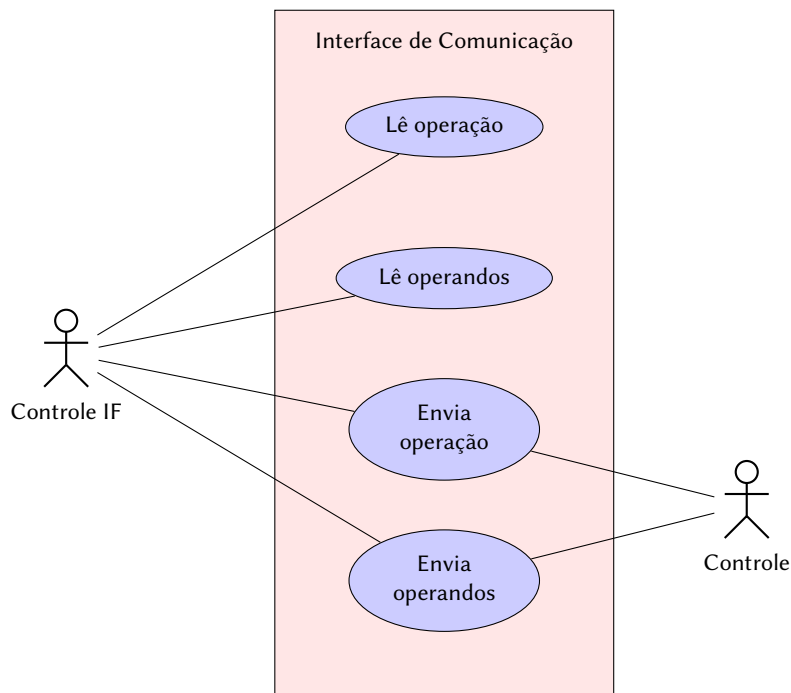 Interface de Comunicação
Lê operação
Lê operandos
Controle IF
Envia
operação
Envia
operandos
Controle